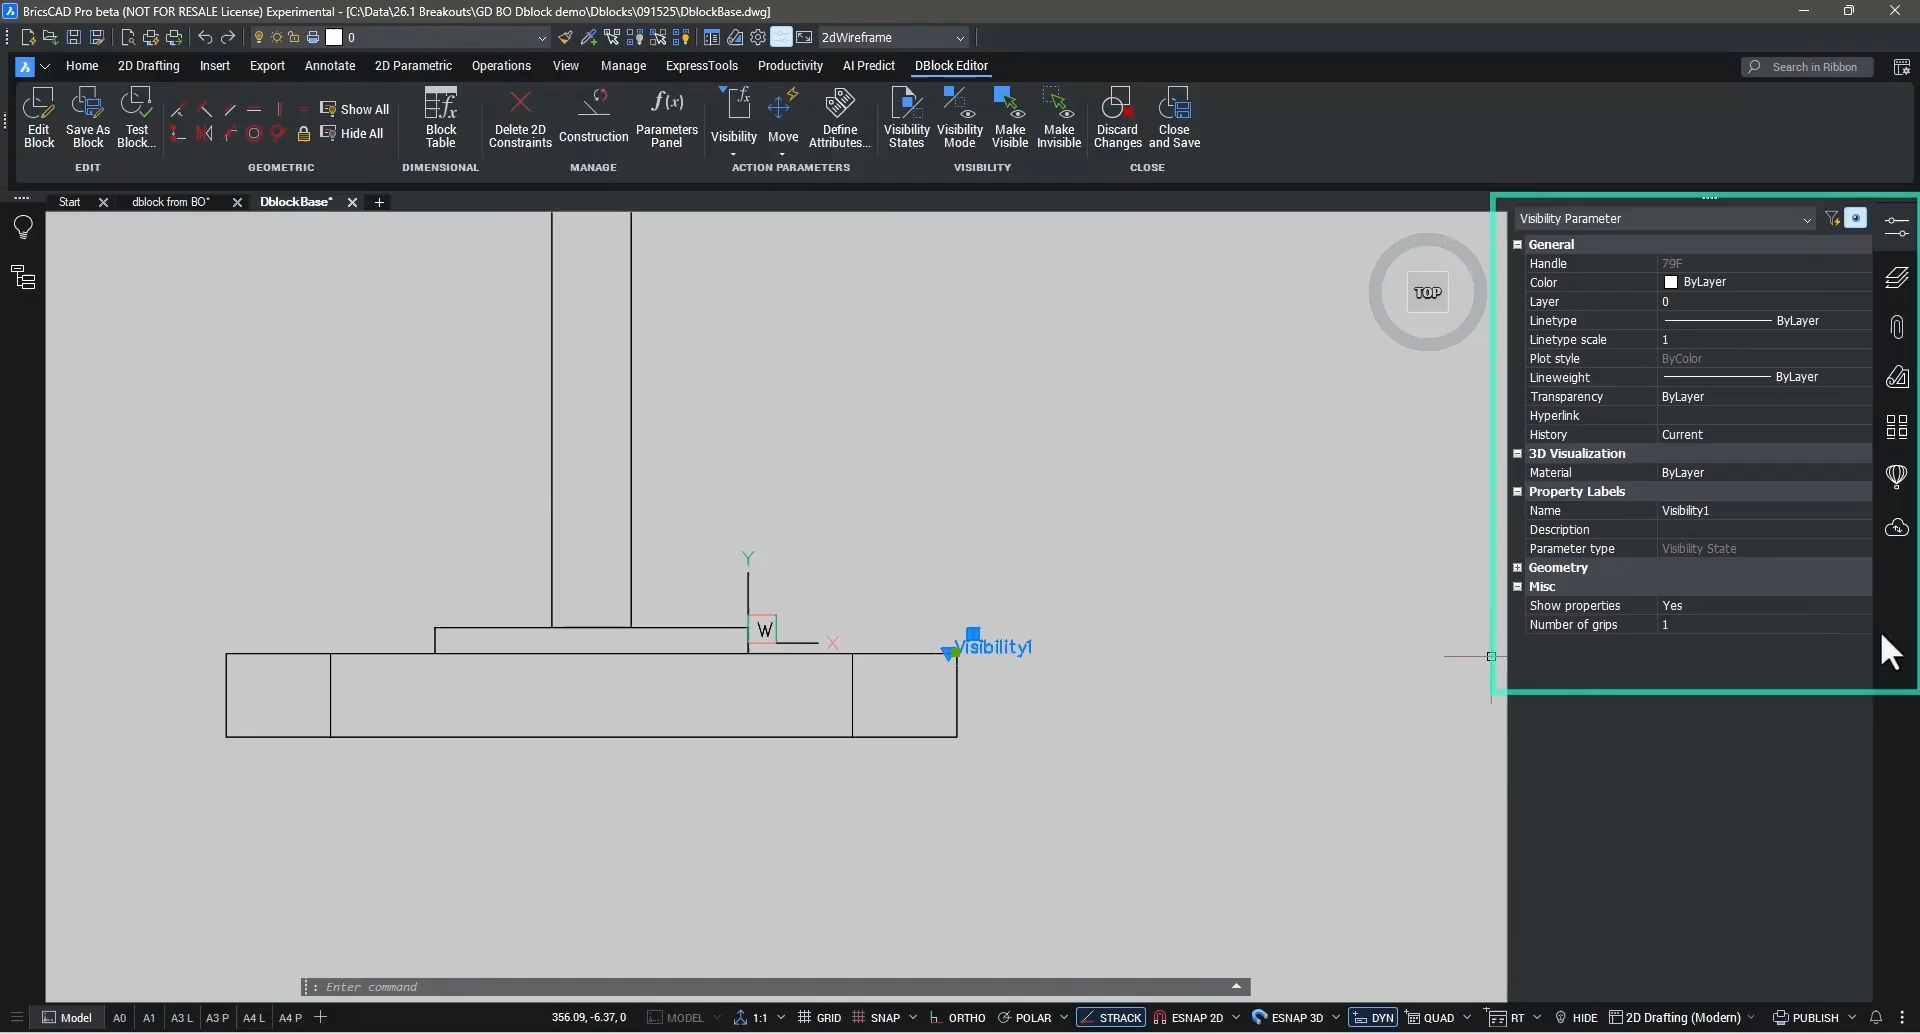 BricsCAD Pro beta (NOT FOR RESALE License) Experimental - [C:\Data\26.1 Breakouts\GD BO Dblock demo\Dblocks\091525\DblockBase.dwg]
0
2dWireframe
Home 2D Drafting Insert Export Annotate 2D Parametric Operations View Manage ExpressTools Productivity AI Predict DBlock Editor
Search in Ribbon
Edit Block
Save As Block
Test Block...
EDIT
Show All
Hide All
GEOMETRIC
Block Table
DIMENSIONAL
Delete 2D Constraints
Construction
Parameters Panel
MANAGE
Visibility
Move
Define Attributes...
ACTION PARAMETERS
Visibility States
Visibility Mode
Make Visible
Make Invisible
VISIBILITY
Discard Changes
Close and Save
CLOSE
Start
dblock from BO*
DblockBase*
TOP
Y
W
X
Visibility1
Visibility Parameter
General
Handle 79F
Color ByLayer
Layer 0
Linetype ByLayer
Linetype scale 1
Plot style ByColor
Lineweight ByLayer
Transparency ByLayer
Hyperlink
History Current
3D Visualization
Material ByLayer
Property Labels
Name Visibility1
Description
Parameter type Visibility State
Geometry
Misc
Show properties Yes
Number of grips 1
: Enter command
Model A0 A1 A3 L A3 P A4 L A4 P
356.09, -6.37, 0 MODEL 1:1 GRID SNAP ORTHO POLAR STRACK ESNAP 2D ESNAP 3D DYN QUAD RT HIDE 2D Drafting (Modern) PUBLISH